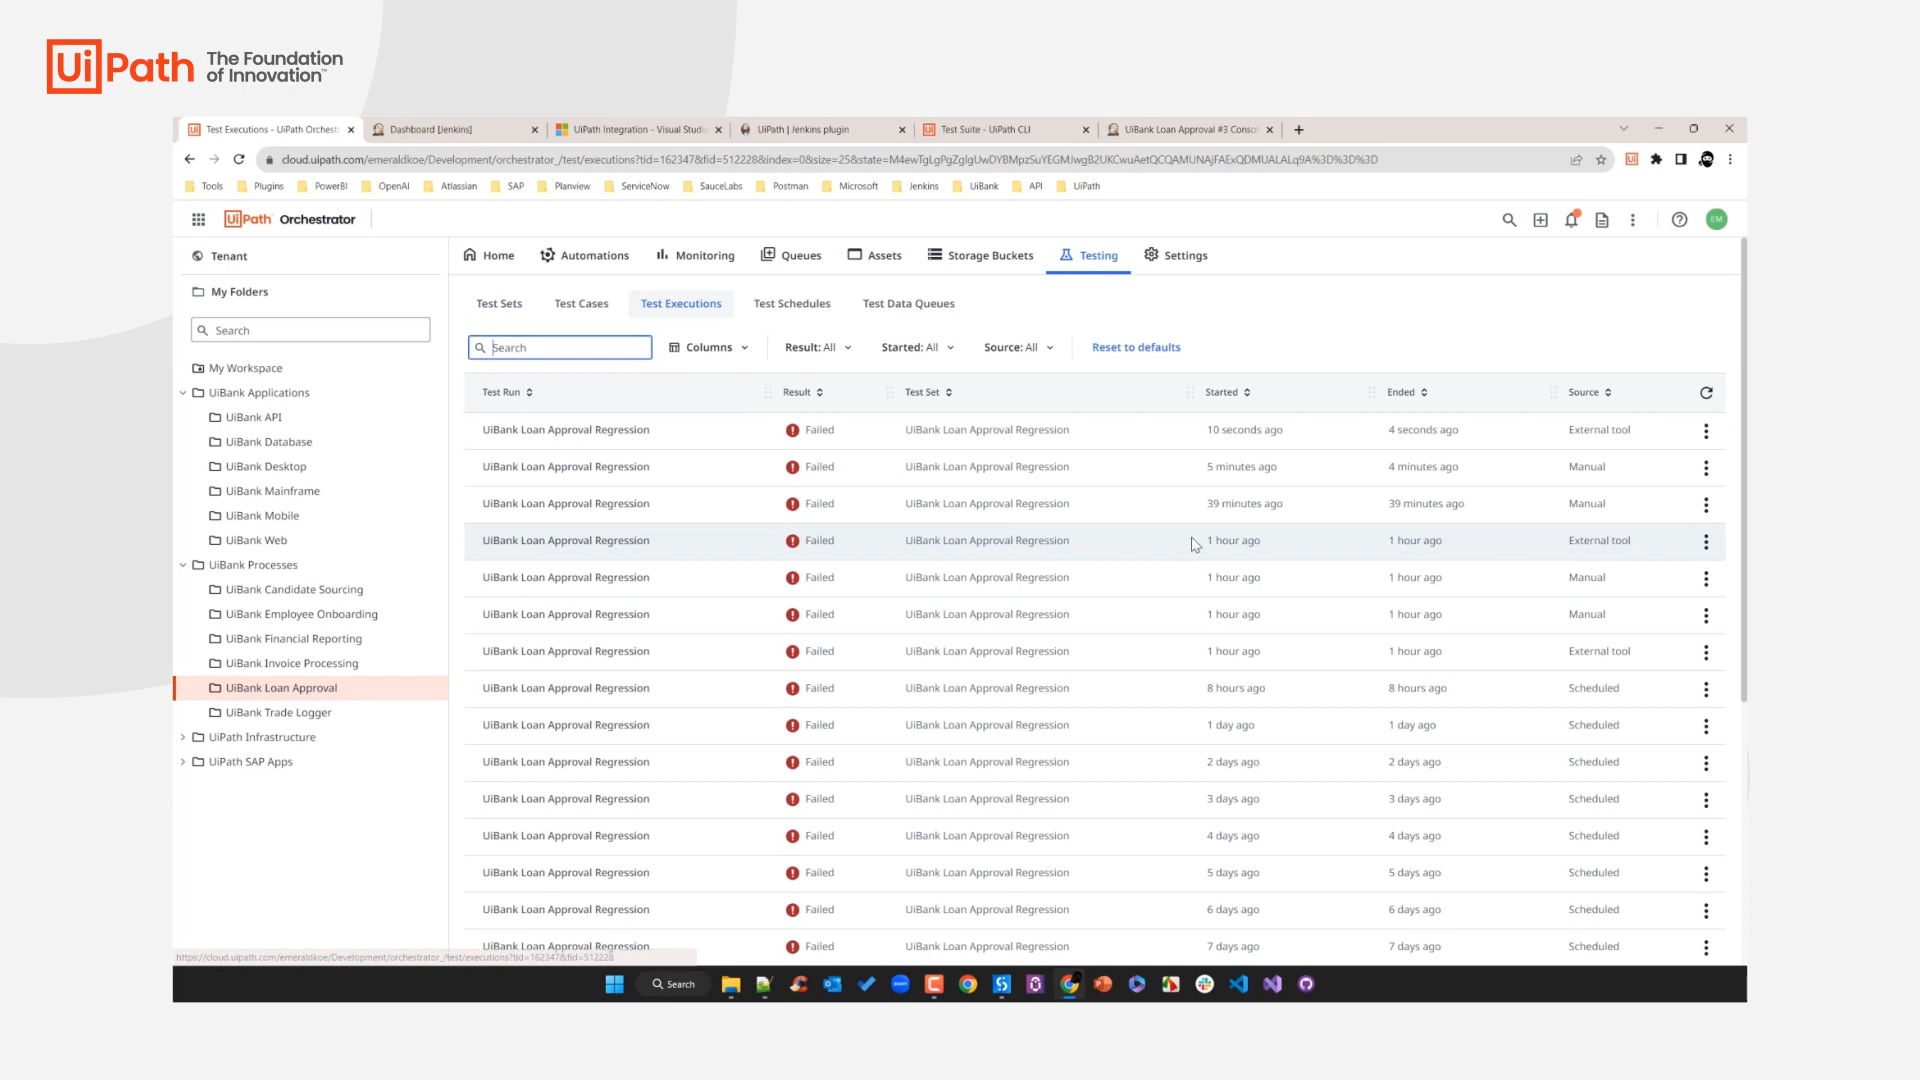 UiPath The Foundation of Innovation™
Test Executions - UiPath Orchest
Dashboard [Jenkins]
UiPath Integration - Visual Studi
UiPath | Jenkins plugin
Test Suite - UiPath CLI
UiBank Loan Approval #3 Consol
Tools Plugins PowerBI OpenAI Atlassian SAP Planview ServiceNow SauceLabs Postman Microsoft Jenkins UiBank API UiPath
UiPath Orchestrator
EM
Tenant
My Folders
Search
My Workspace
UiBank Applications
UiBank API
UiBank Database
UiBank Desktop
UiBank Mainframe
UiBank Mobile
UiBank Web
UiBank Processes
UiBank Candidate Sourcing
UiBank Employee Onboarding
UiBank Financial Reporting
UiBank Invoice Processing
UiBank Loan Approval
UiBank Trade Logger
UiPath Infrastructure
UiPath SAP Apps
Home Automations Monitoring Queues Assets Storage Buckets Testing Settings
Test Sets Test Cases Test Executions Test Schedules Test Data Queues
Search Columns Result: All Started: All Source: All Reset to defaults
Test Run Result Test Set Started Ended Source
UiBank Loan Approval Regression Failed UiBank Loan Approval Regression 10 seconds ago 4 seconds ago External tool
UiBank Loan Approval Regression Failed UiBank Loan Approval Regression 5 minutes ago 4 minutes ago Manual
UiBank Loan Approval Regression Failed UiBank Loan Approval Regression 39 minutes ago 39 minutes ago Manual
UiBank Loan Approval Regression Failed UiBank Loan Approval Regression 1 hour ago 1 hour ago External tool
UiBank Loan Approval Regression Failed UiBank Loan Approval Regression 1 hour ago 1 hour ago Manual
UiBank Loan Approval Regression Failed UiBank Loan Approval Regression 1 hour ago 1 hour ago Manual
UiBank Loan Approval Regression Failed UiBank Loan Approval Regression 1 hour ago 1 hour ago External tool
UiBank Loan Approval Regression Failed UiBank Loan Approval Regression 8 hours ago 8 hours ago Scheduled
UiBank Loan Approval Regression Failed UiBank Loan Approval Regression 1 day ago 1 day ago Scheduled
UiBank Loan Approval Regression Failed UiBank Loan Approval Regression 2 days ago 2 days ago Scheduled
UiBank Loan Approval Regression Failed UiBank Loan Approval Regression 3 days ago 3 days ago Scheduled
UiBank Loan Approval Regression Failed UiBank Loan Approval Regression 4 days ago 4 days ago Scheduled
UiBank Loan Approval Regression Failed UiBank Loan Approval Regression 5 days ago 5 days ago Scheduled
UiBank Loan Approval Regression Failed UiBank Loan Approval Regression 6 days ago 6 days ago Scheduled
UiBank Loan Approval Regression Failed UiBank Loan Approval Regression 7 days ago 7 days ago Scheduled
https://cloud.uipath.com/emeraldkoe/Development/orchestrator_/test/executions?tid=162347&fid=512228
Search